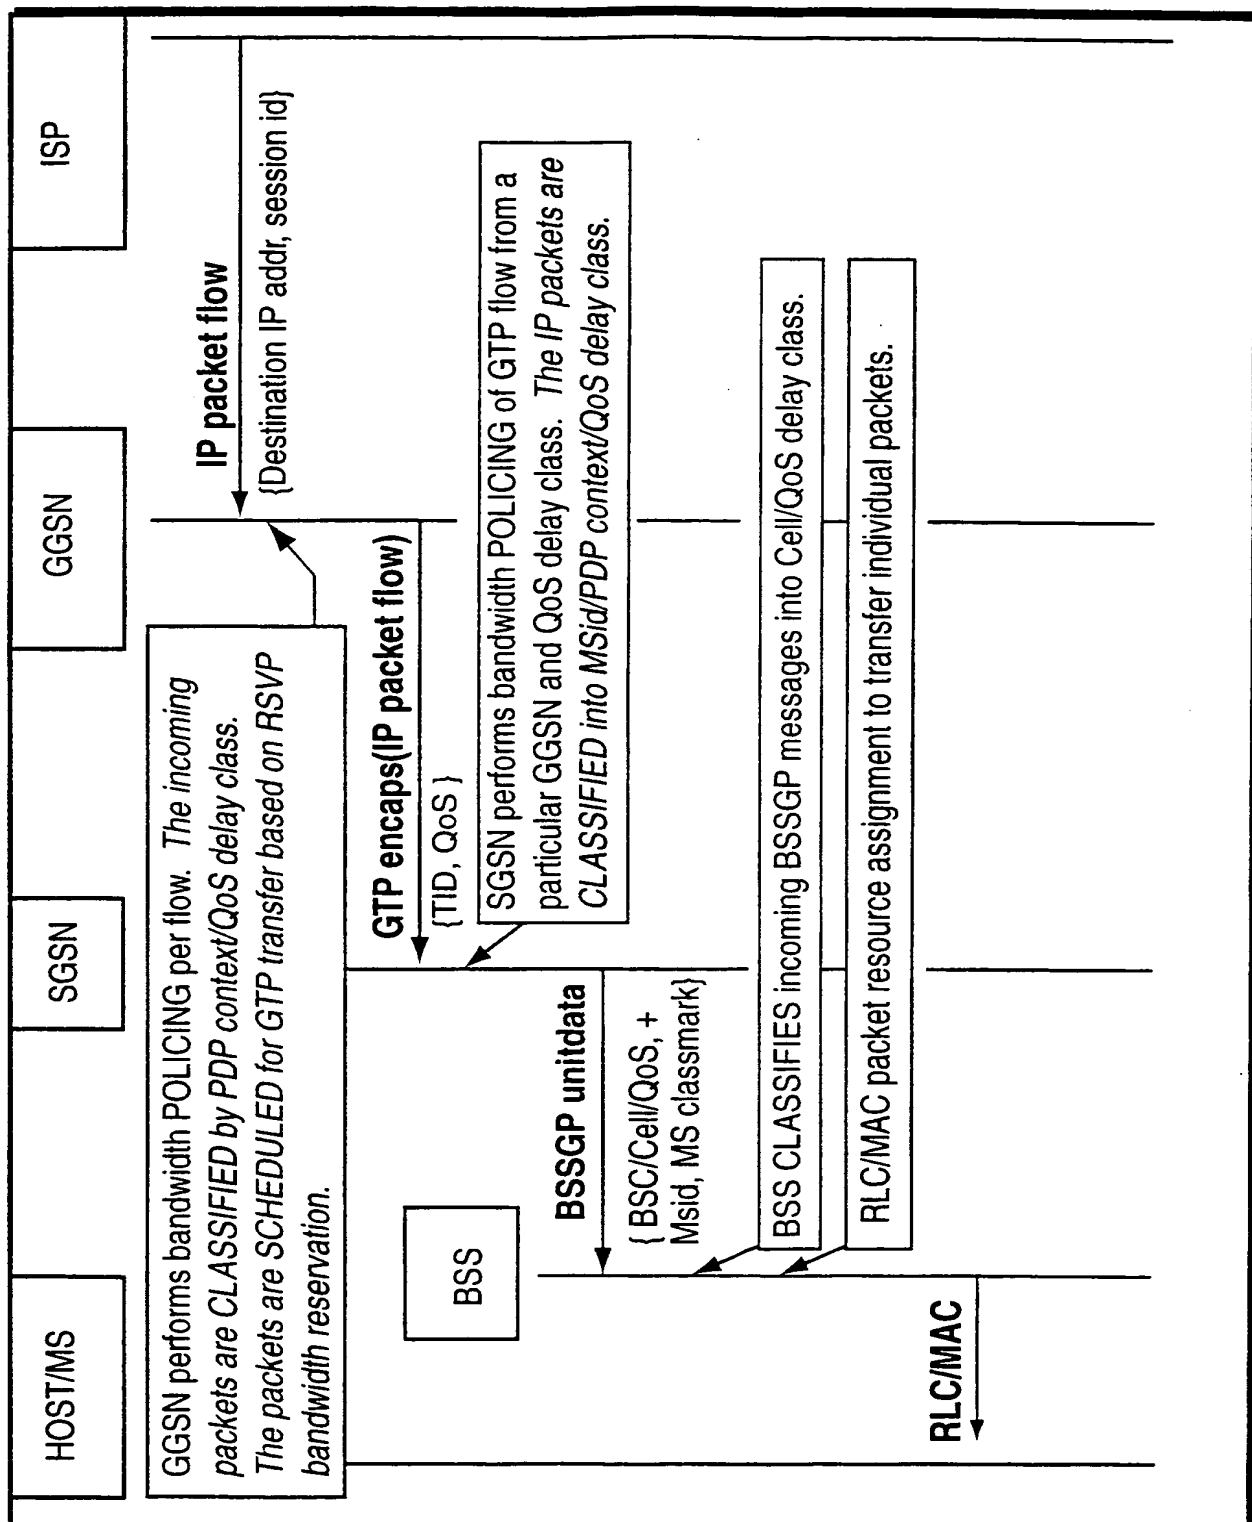 HOST/MS
SGSN
GGSN
ISP
GGSN performs bandwidth POLICING per flow. The incoming
packets are CLASSIFIED by PDP context/QoS delay class.
The packets are SCHEDULED for GTP transfer based on RSVP
bandwidth reservation.
IP packet flow
{Destination IP addr, session id}
GTP encaps(IP packet flow)
{TID, QoS }
SGSN performs bandwidth POLICING of GTP flow from a
particular GGSN and QoS delay class. The IP packets are
CLASSIFIED into MSid/PDP context/QoS delay class.
BSS
BSSGP unitdata
{ BSC/Cell/QoS, +
Msid, MS classmark}
BSS CLASSIFIES incoming BSSGP messages into Cell/QoS delay class.
RLC/MAC packet resource assignment to transfer individual packets.
RLC/MAC